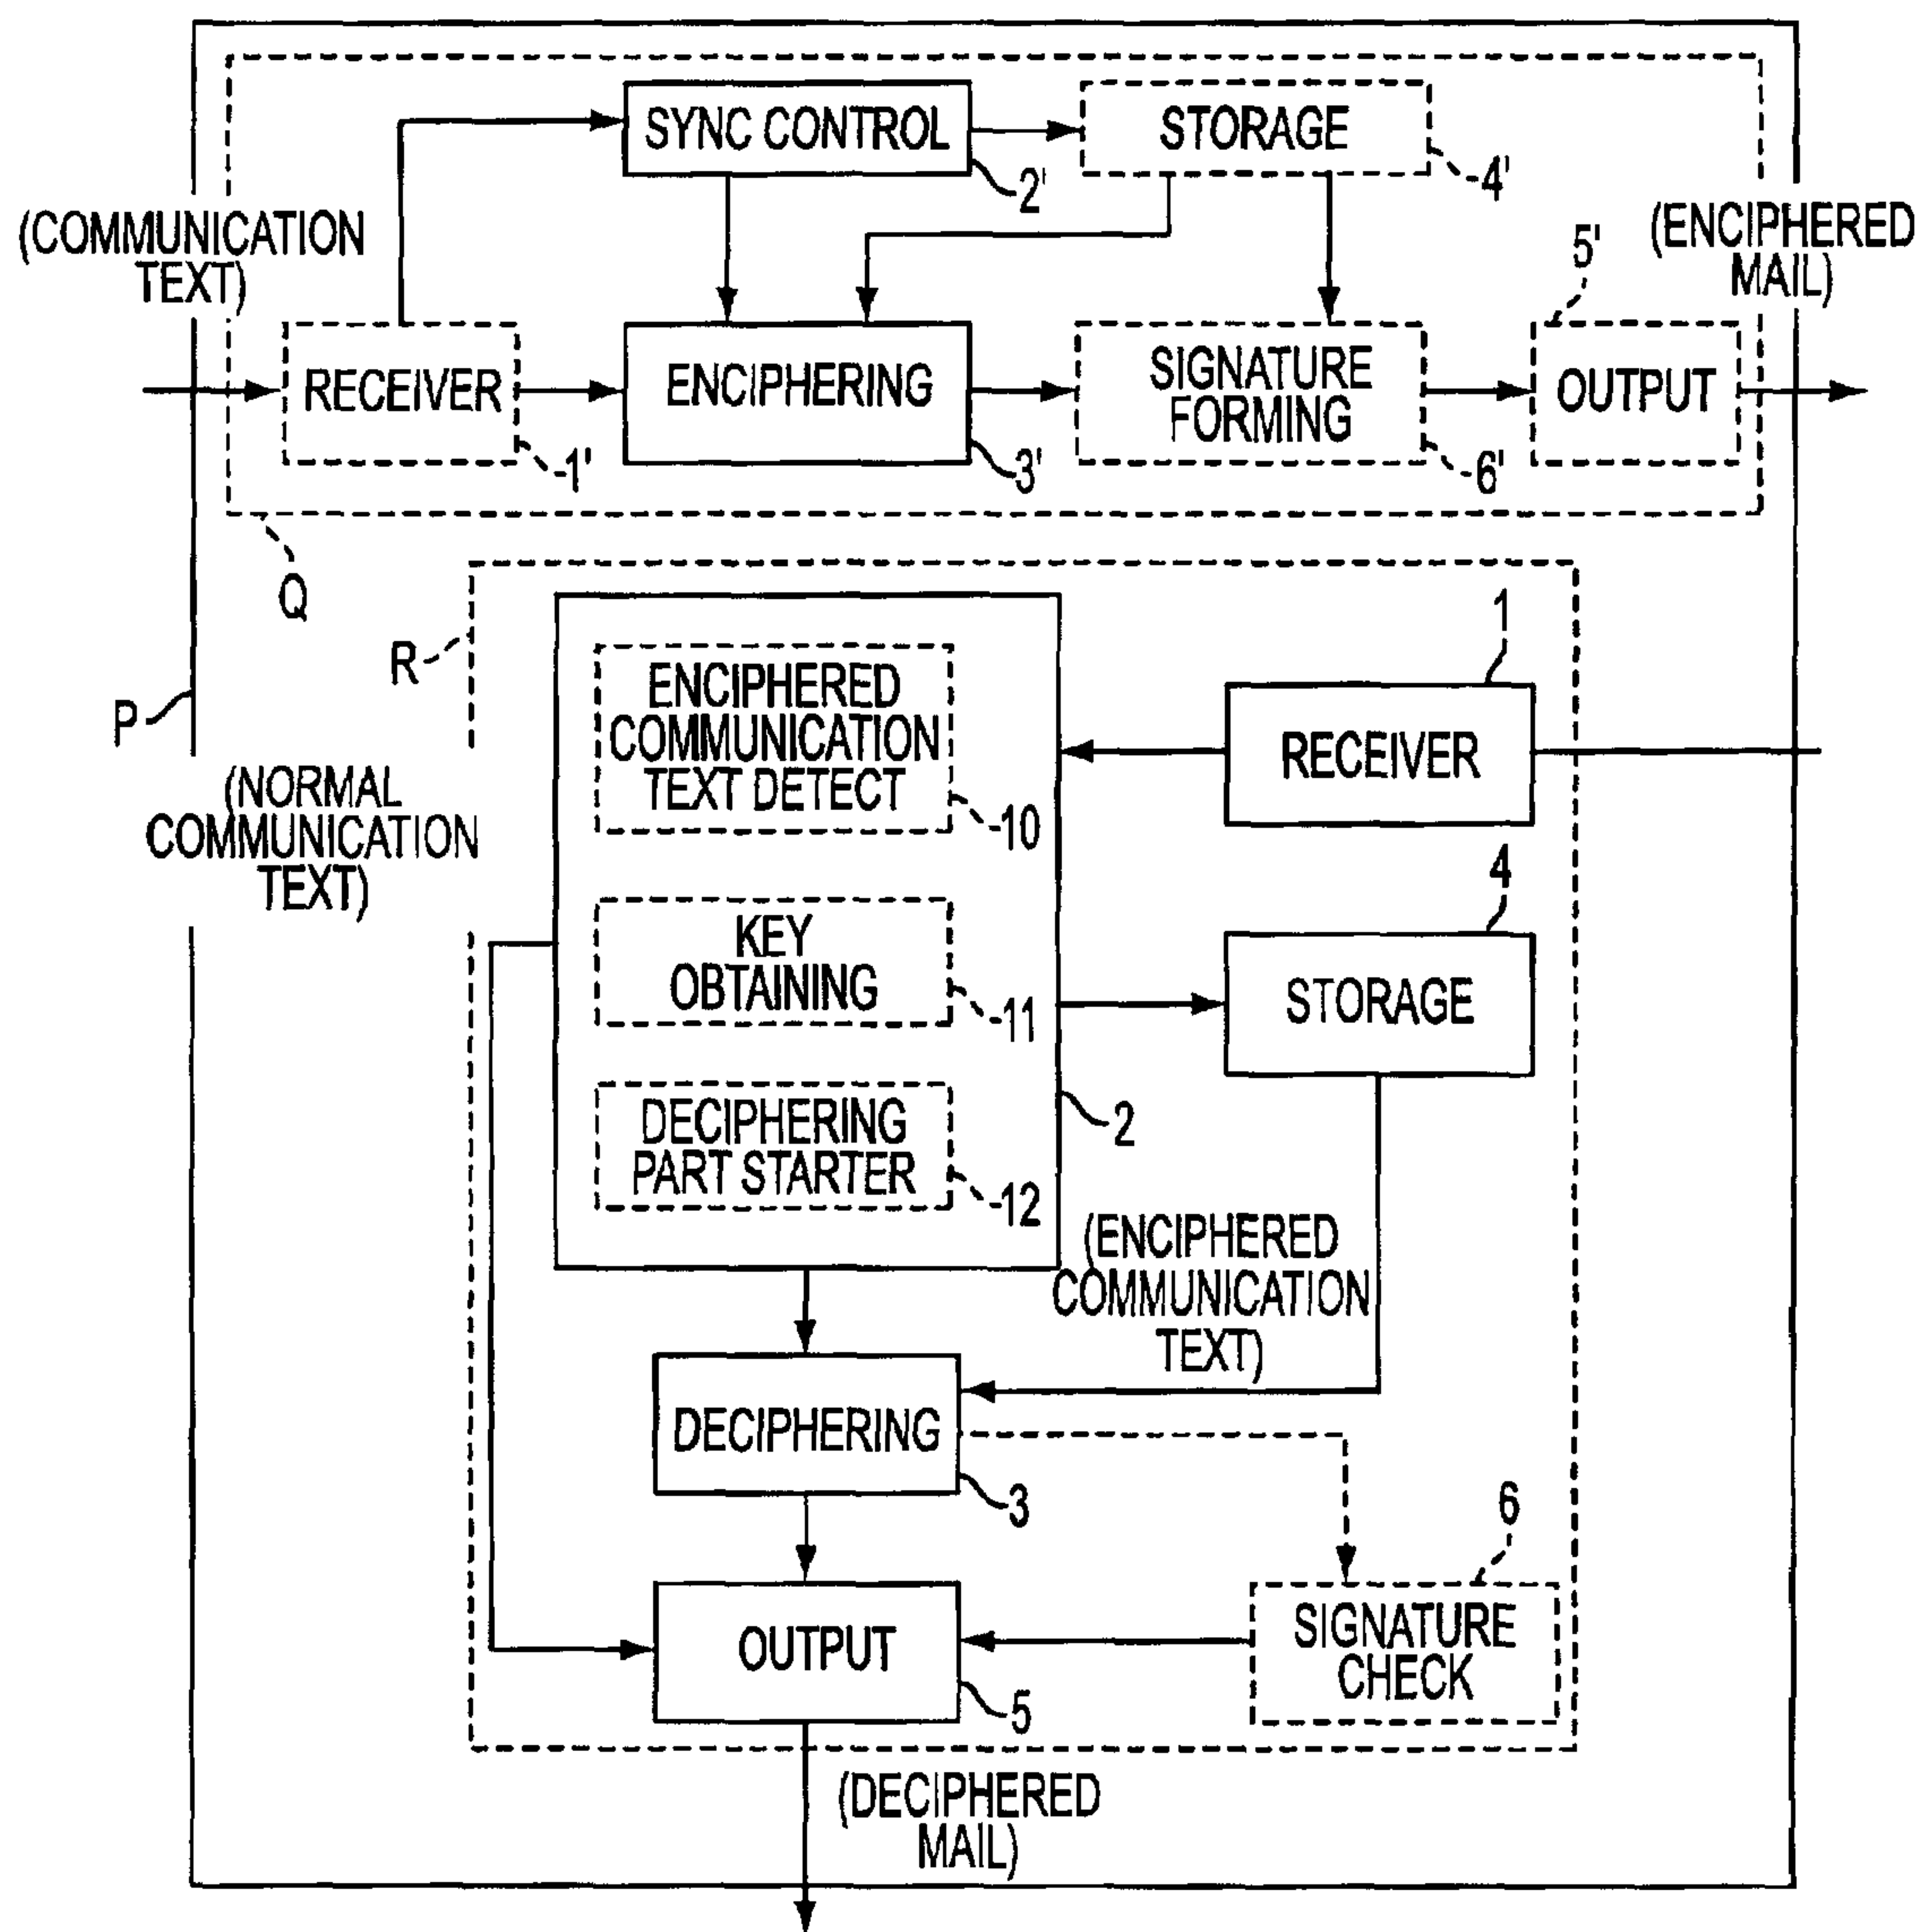 SYNC CONTROL
2'
STORAGE
4'
(COMMUNICATION
TEXT)
(ENCIPHERED
MAIL)
5'
RECEIVER
1'
ENCIPHERING
3'
SIGNATURE
FORMING
6'
OUTPUT
Q
R
P
(NORMAL
COMMUNICATION
TEXT)
ENCIPHERED
COMMUNICATION
TEXT DETECT
10
1
RECEIVER
KEY
OBTAINING
11
4
STORAGE
DECIPHERING
PART STARTER
12
2
(ENCIPHERED
COMMUNICATION
TEXT)
DECIPHERING
3
OUTPUT
5
6
SIGNATURE
CHECK
(DECIPHERED
MAIL)